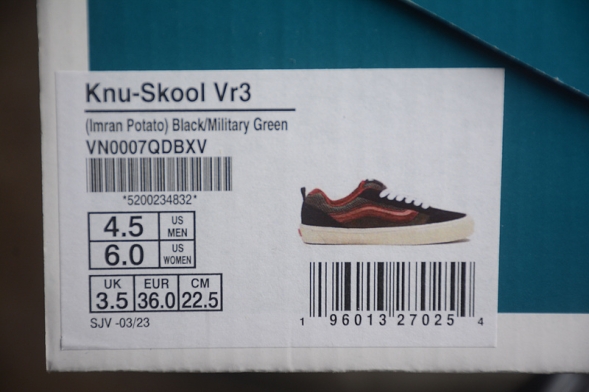 Knu-Skool Vr3
(Imran Potato) Black/Military Green
VN0007QDBXV
*5200234832*
4.5 US MEN
6.0 US WOMEN
UK EUR CM
3.5 36.0 22.5
SJV -03/23
1 96013 27025 4